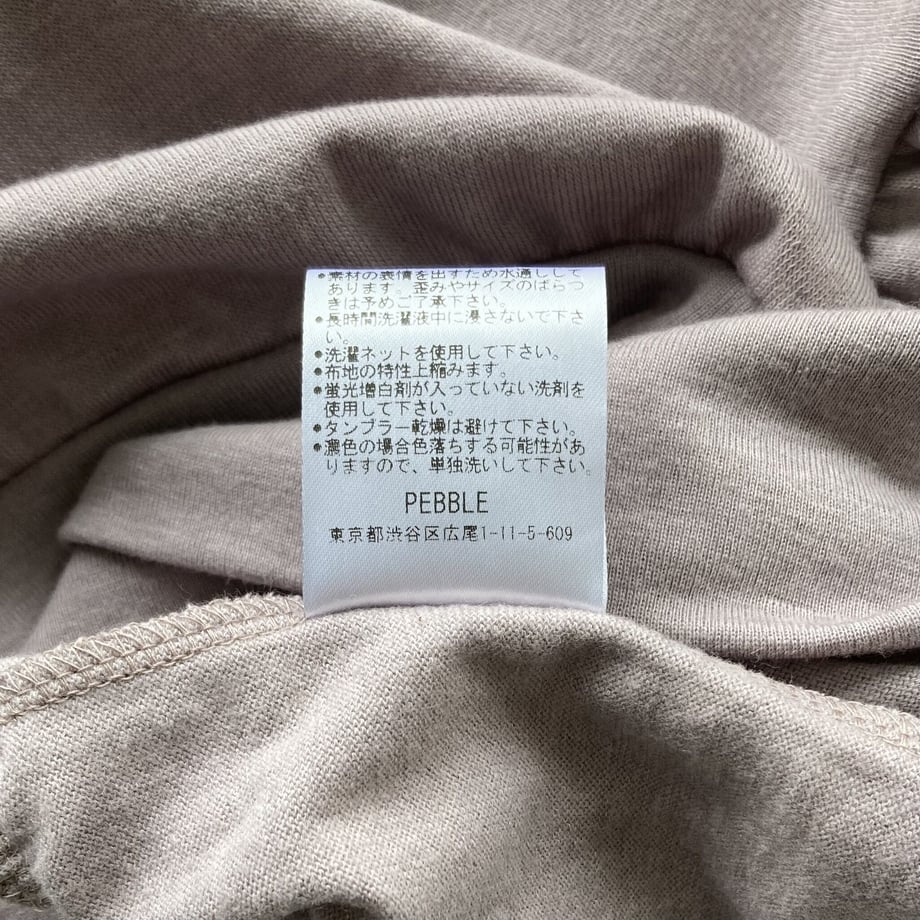 •素材の表情を出すため水通しして
あります。歪みやサイズのばらつ
きは予めご了承下さい。
•長時間洗濯液中に浸さないで下さ
い。
•洗濯ネットを使用して下さい。
•布地の特性上縮みます。
•蛍光増白剤が入っていない洗剤を
使用して下さい。
•タンブラー乾燥は避けて下さい。
•濃色の場合色落ちする可能性があ
りますので、単独洗いして下さい。
PEBBLE
東京都渋谷区広尾1-11-5-609